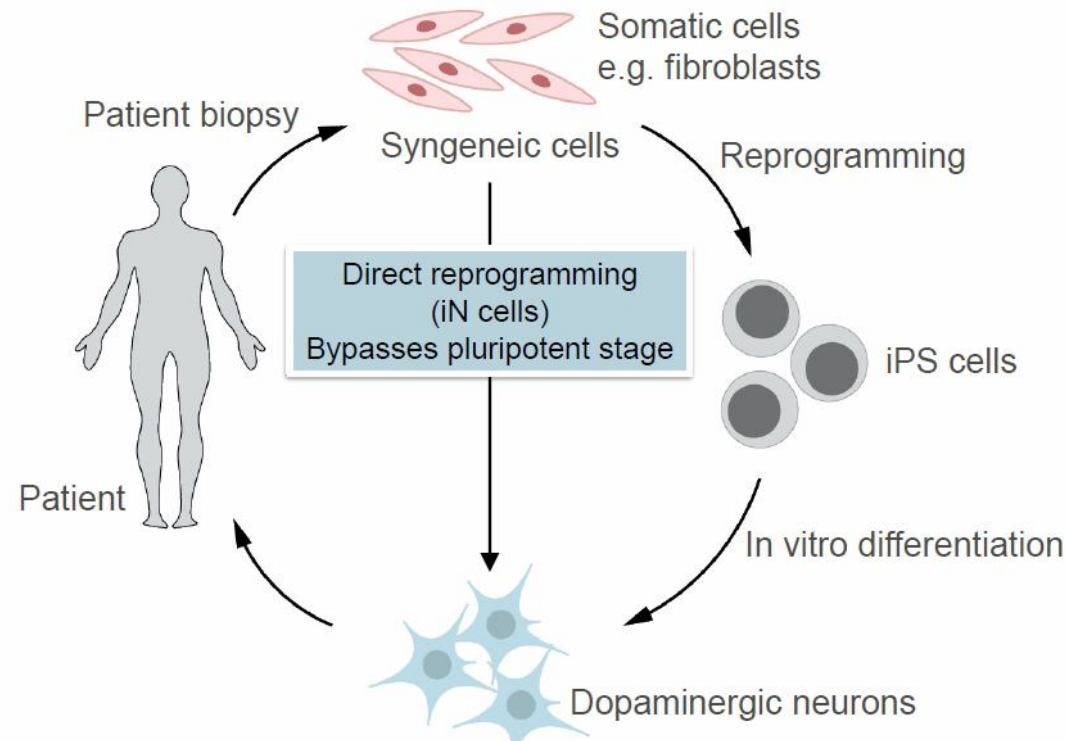 Somatic cells
e.g. fibroblasts
Patient biopsy
Syngeneic cells
Reprogramming
Direct reprogramming
(iN cells)
Bypasses pluripotent stage
iPS cells
Patient
In vitro differentiation
Dopaminergic neurons